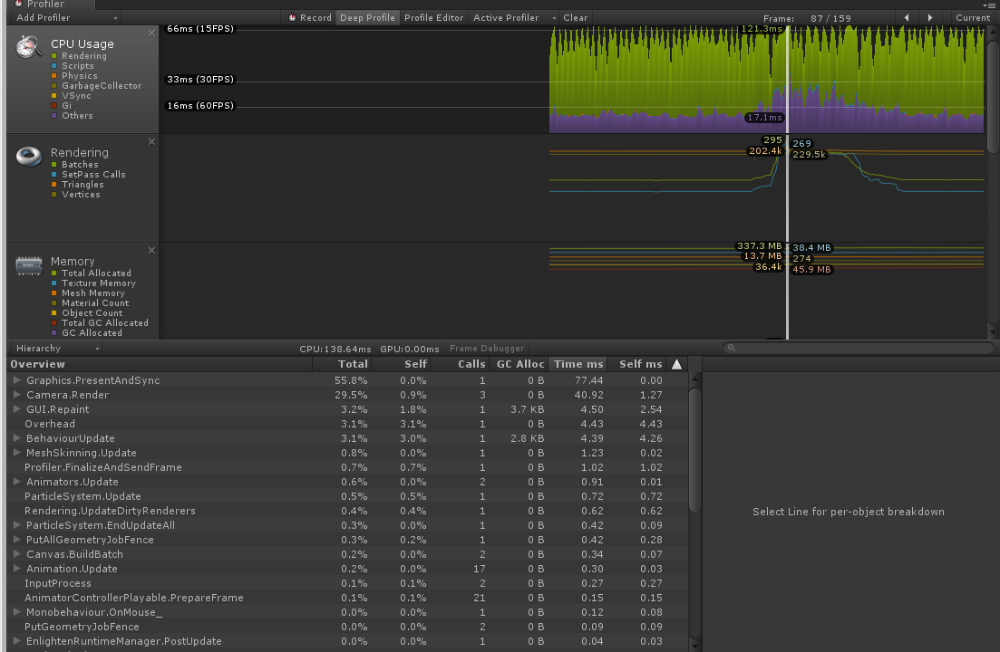 Profiler
Add Profiler Record Deep Profile Profile Editor Active Profiler Clear Frame: 87 / 159 Current
CPU Usage
Rendering
Scripts
Physics
GarbageCollector
VSync
Gi
Others
66ms (15FPS)
33ms (30FPS)
16ms (60FPS)
121.3ms
17.1ms
Rendering
Batches
SetPass Calls
Triangles
Vertices
295 269
202.4k 229.5k
Memory
Total Allocated
Texture Memory
Mesh Memory
Material Count
Object Count
Total GC Allocated
GC Allocated
337.3 MB 38.4 MB
13.7 MB 274
36.4k 45.9 MB
Hierarchy CPU:138.64ms GPU:0.00ms Frame Debugger
Overview Total Self Calls GC Alloc Time ms Self ms
Graphics.PresentAndSync 55.8% 0.0% 1 0 B 77.44 0.00
Camera.Render 29.5% 0.9% 3 0 B 40.92 1.27
GUI.Repaint 3.2% 1.8% 1 3.7 KB 4.50 2.54
Overhead 3.1% 3.1% 1 0 B 4.43 4.43
BehaviourUpdate 3.1% 3.0% 1 2.8 KB 4.39 4.26
MeshSkinning.Update 0.8% 0.0% 1 0 B 1.23 0.02
Profiler.FinalizeAndSendFrame 0.7% 0.7% 1 0 B 1.02 1.02
Animators.Update 0.6% 0.0% 2 0 B 0.91 0.01
ParticleSystem.Update 0.5% 0.5% 1 0 B 0.72 0.72
Rendering.UpdateDirtyRenderers 0.4% 0.4% 1 0 B 0.62 0.62
ParticleSystem.EndUpdateAll 0.3% 0.0% 1 0 B 0.42 0.09
PutAllGeometryJobFence 0.3% 0.2% 1 0 B 0.42 0.28
Canvas.BuildBatch 0.2% 0.0% 2 0 B 0.34 0.07
Animation.Update 0.2% 0.0% 17 0 B 0.30 0.03
InputProcess 0.1% 0.1% 2 0 B 0.27 0.27
AnimatorControllerPlayable.PrepareFrame 0.1% 0.1% 21 0 B 0.15 0.15
Monobehaviour.OnMouse_ 0.0% 0.0% 1 0 B 0.12 0.08
PutGeometryJobFence 0.0% 0.0% 2 0 B 0.09 0.09
EnlightenRuntimeManager.PostUpdate 0.0% 0.0% 1 0 B 0.04 0.03
Select Line for per-object breakdown